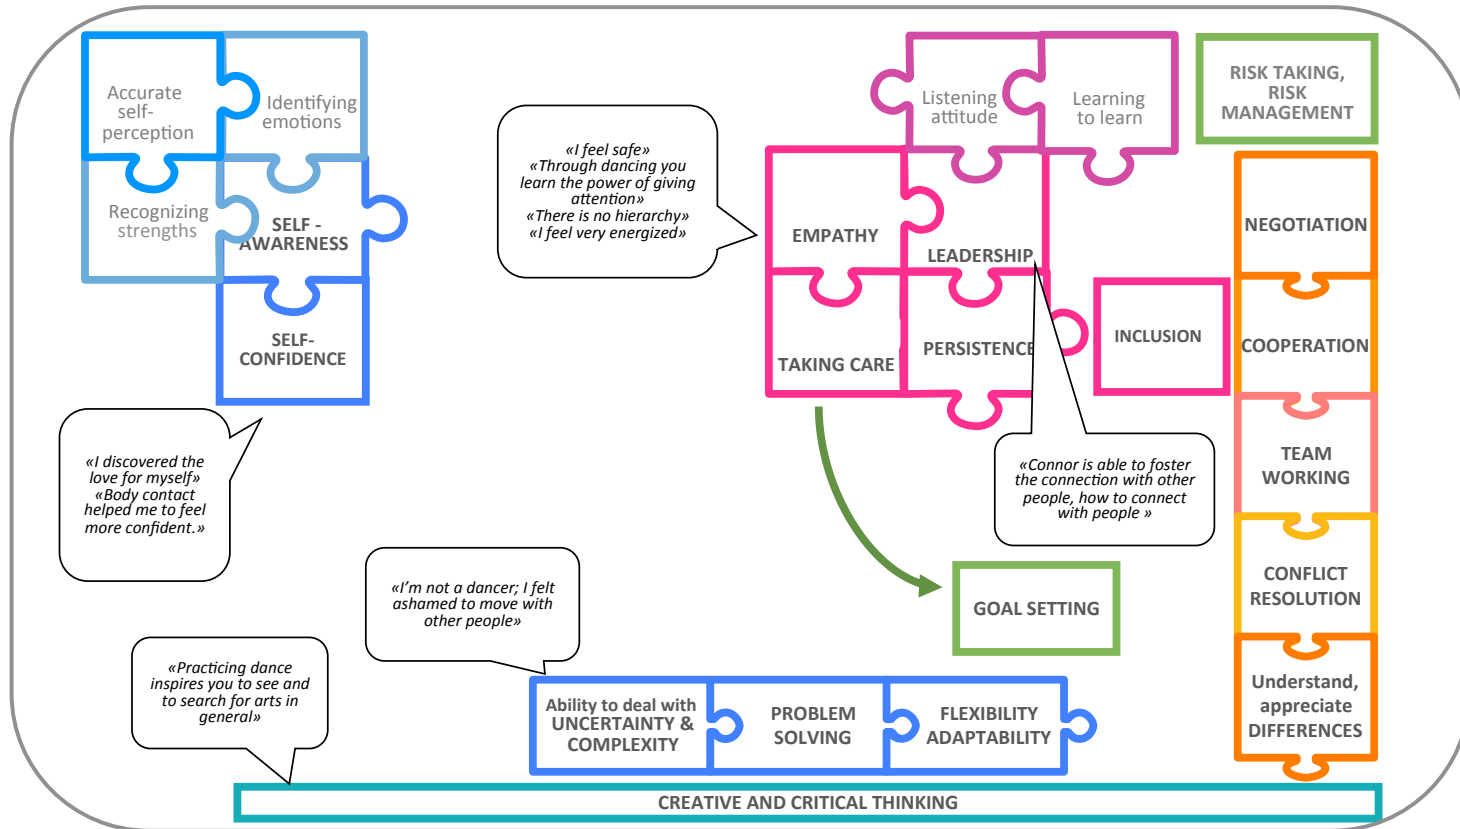 Accurate
self-
perception
Identifying
emotions
Recognizing
strengths
SELF -
AWARENESS
SELF-
CONFIDENCE
«I discovered the
love for myself»
«Body contact
helped me to feel
more confident.»
«I feel safe»
«Through dancing you
learn the power of giving
attention»
«There is no hierarchy»
«I feel very energized»
Listening
attitude
Learning
to learn
EMPATHY
LEADERSHIP
TAKING CARE
PERSISTENCE
INCLUSION
«Connor is able to foster
the connection with other
people, how to connect
with people »
RISK TAKING,
RISK
MANAGEMENT
NEGOTIATION
COOPERATION
TEAM
WORKING
CONFLICT
RESOLUTION
Understand,
appreciate
DIFFERENCES
GOAL SETTING
«I'm not a dancer; I felt
ashamed to move with
other people»
Ability to deal with
UNCERTAINTY &
COMPLEXITY
PROBLEM
SOLVING
FLEXIBILITY
ADAPTABILITY
«Practicing dance
inspires you to see and
to search for arts in
general»
CREATIVE AND CRITICAL THINKING